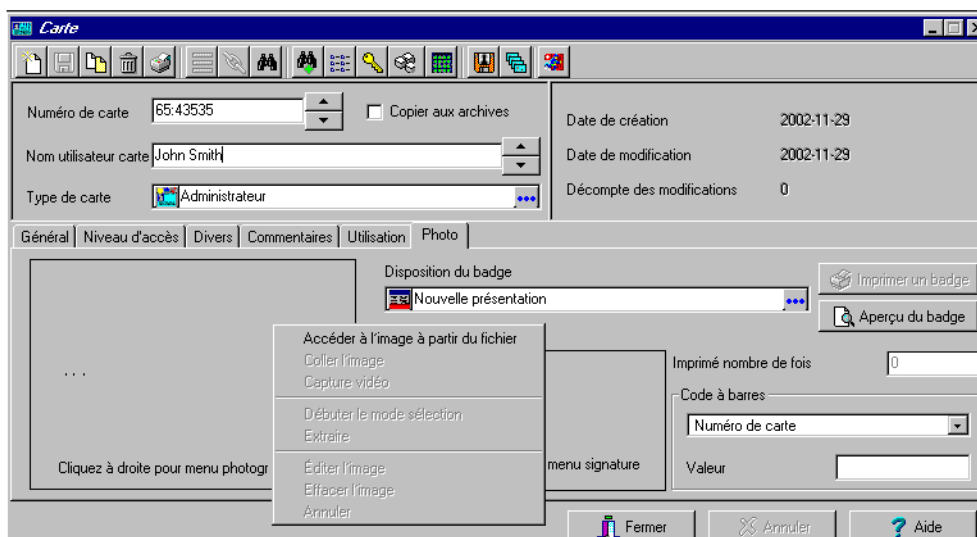 Carte
Numéro de carte
65:43535
Copier aux archives
Date de création
2002-11-29
Nom utilisateur carte
John Smith
Date de modification
2002-11-29
Type de carte
Administrateur
Décompte des modifications
0
Général
Niveau d'accès
Divers
Commentaires
Utilisation
Photo
Disposition du badge
Nouvelle présentation
Imprimer un badge
Aperçu du badge
Accéder à l'image à partir du fichier
Coller l'image
Capture vidéo
Débuter le mode sélection
Extraire
Éditer l'image
Effacer l'image
Annuler
. . .
Cliquez à droite pour menu photogr
menu signature
Imprimé nombre de fois
0
Code à barres
Numéro de carte
Valeur
Fermer
Annuler
Aide